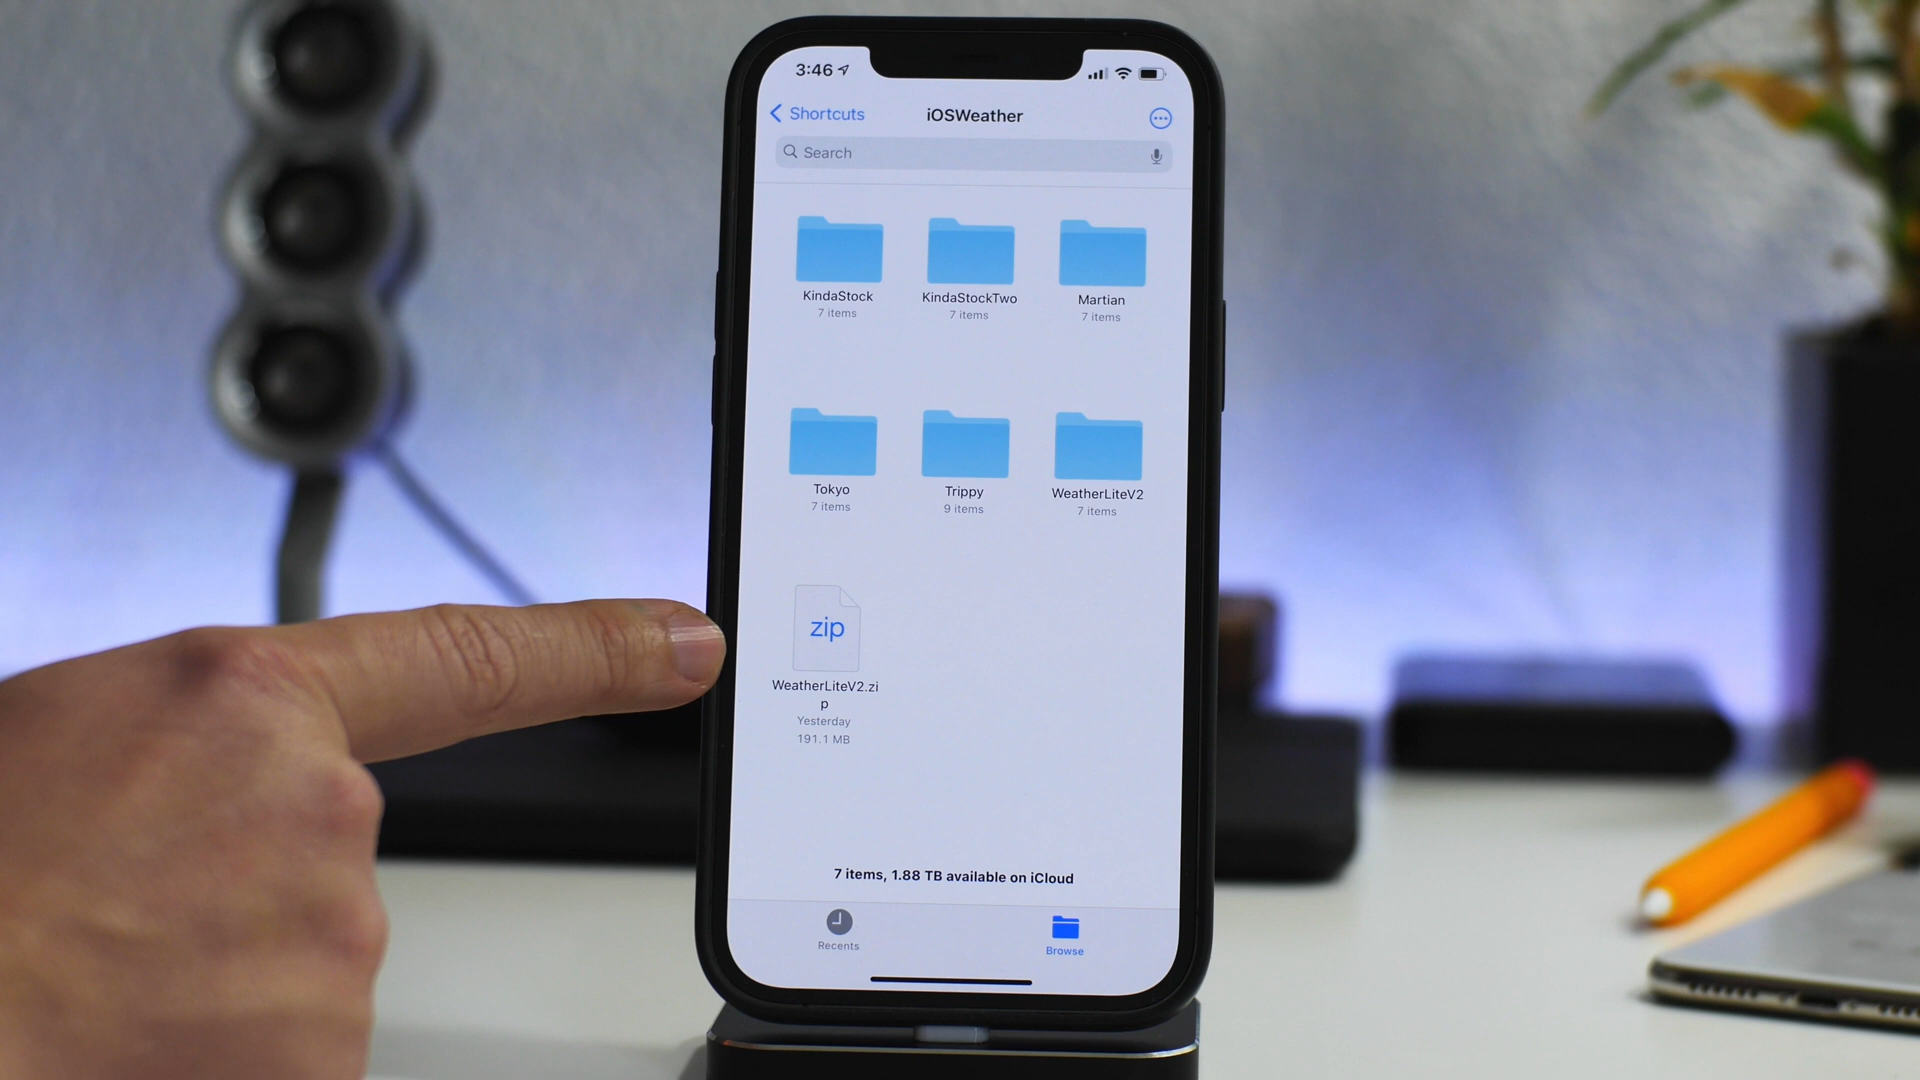 3:46
Shortcuts
iOSWeather
Search
KindaStock
7 items
KindaStockTwo
7 items
Martian
7 items
Tokyo
7 items
Trippy
9 items
WeatherLiteV2
7 items
zip
WeatherLiteV2.zi
p
Yesterday
191.1 MB
7 items, 1.88 TB available on iCloud
Recents
Browse